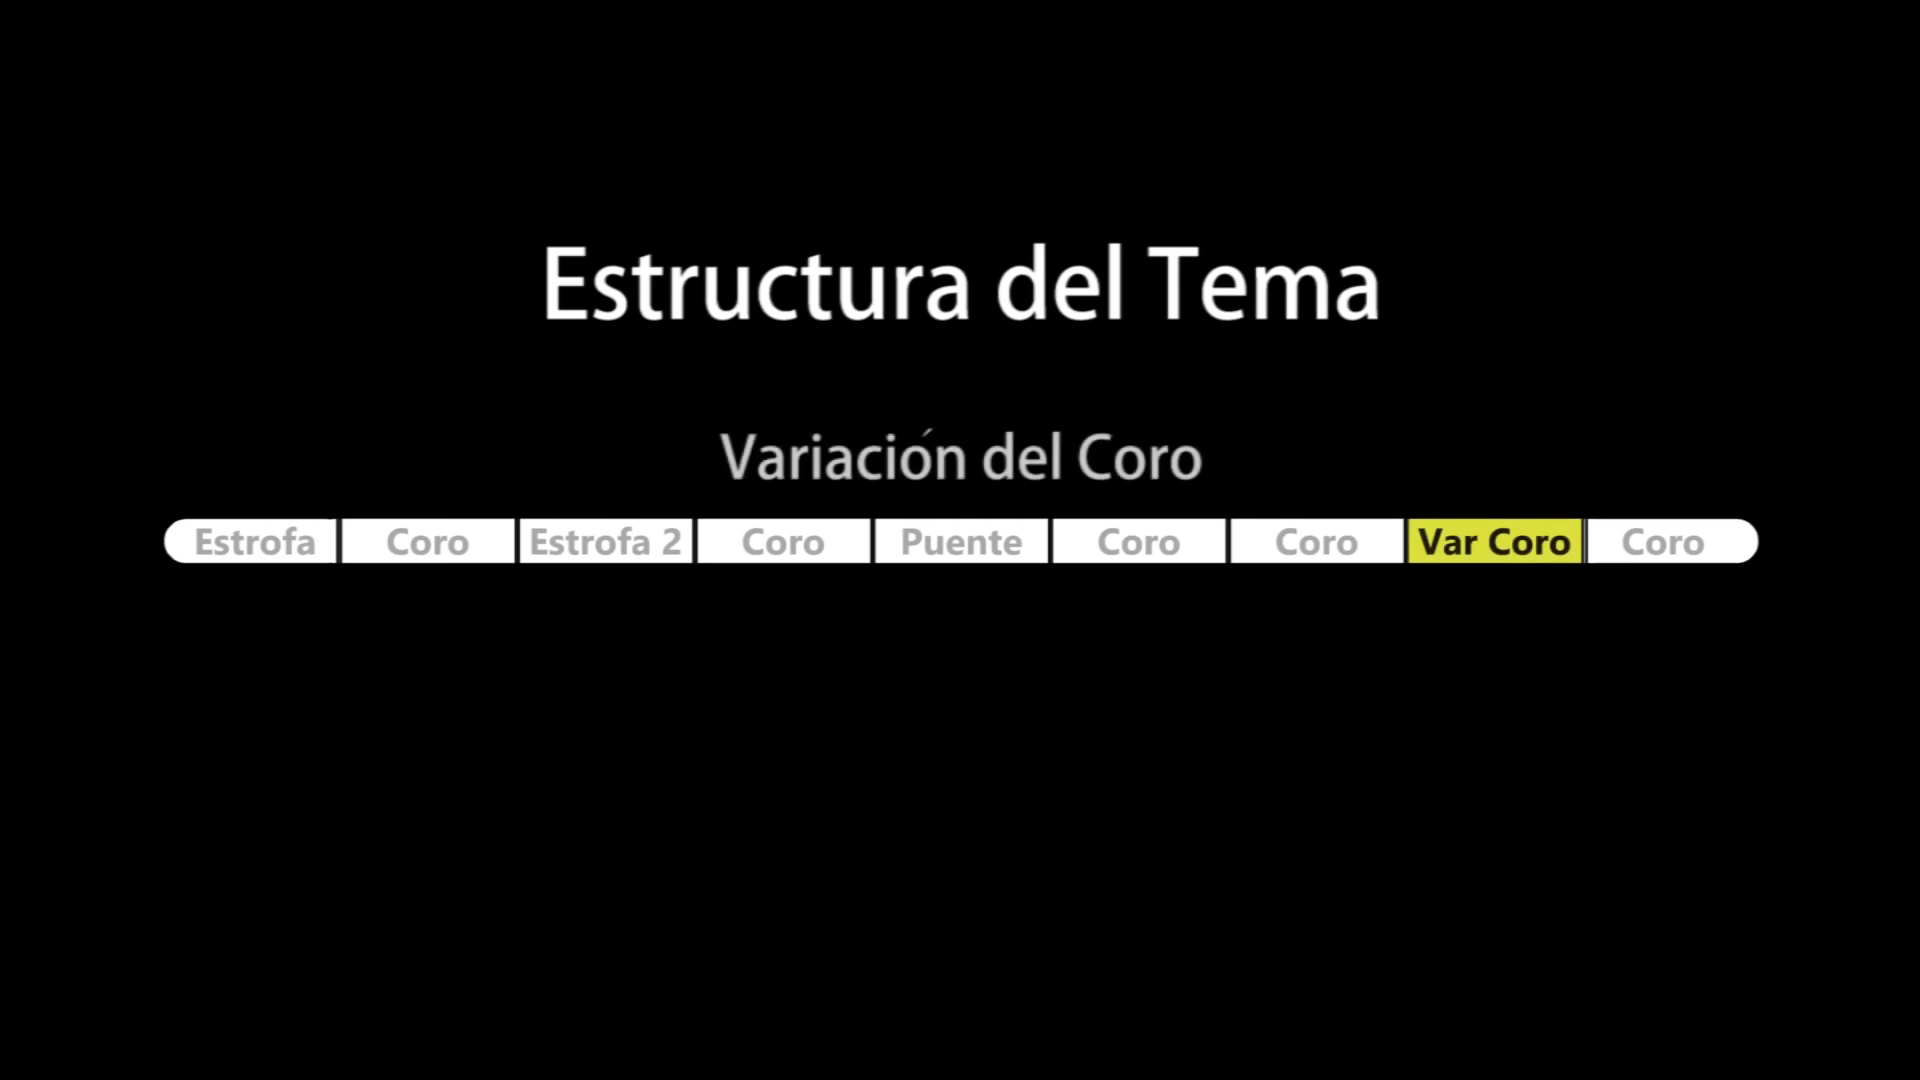 Estructura del Tema
Variación del Coro
Estrofa Coro Estrofa 2 Coro Puente Coro Coro Var Coro Coro